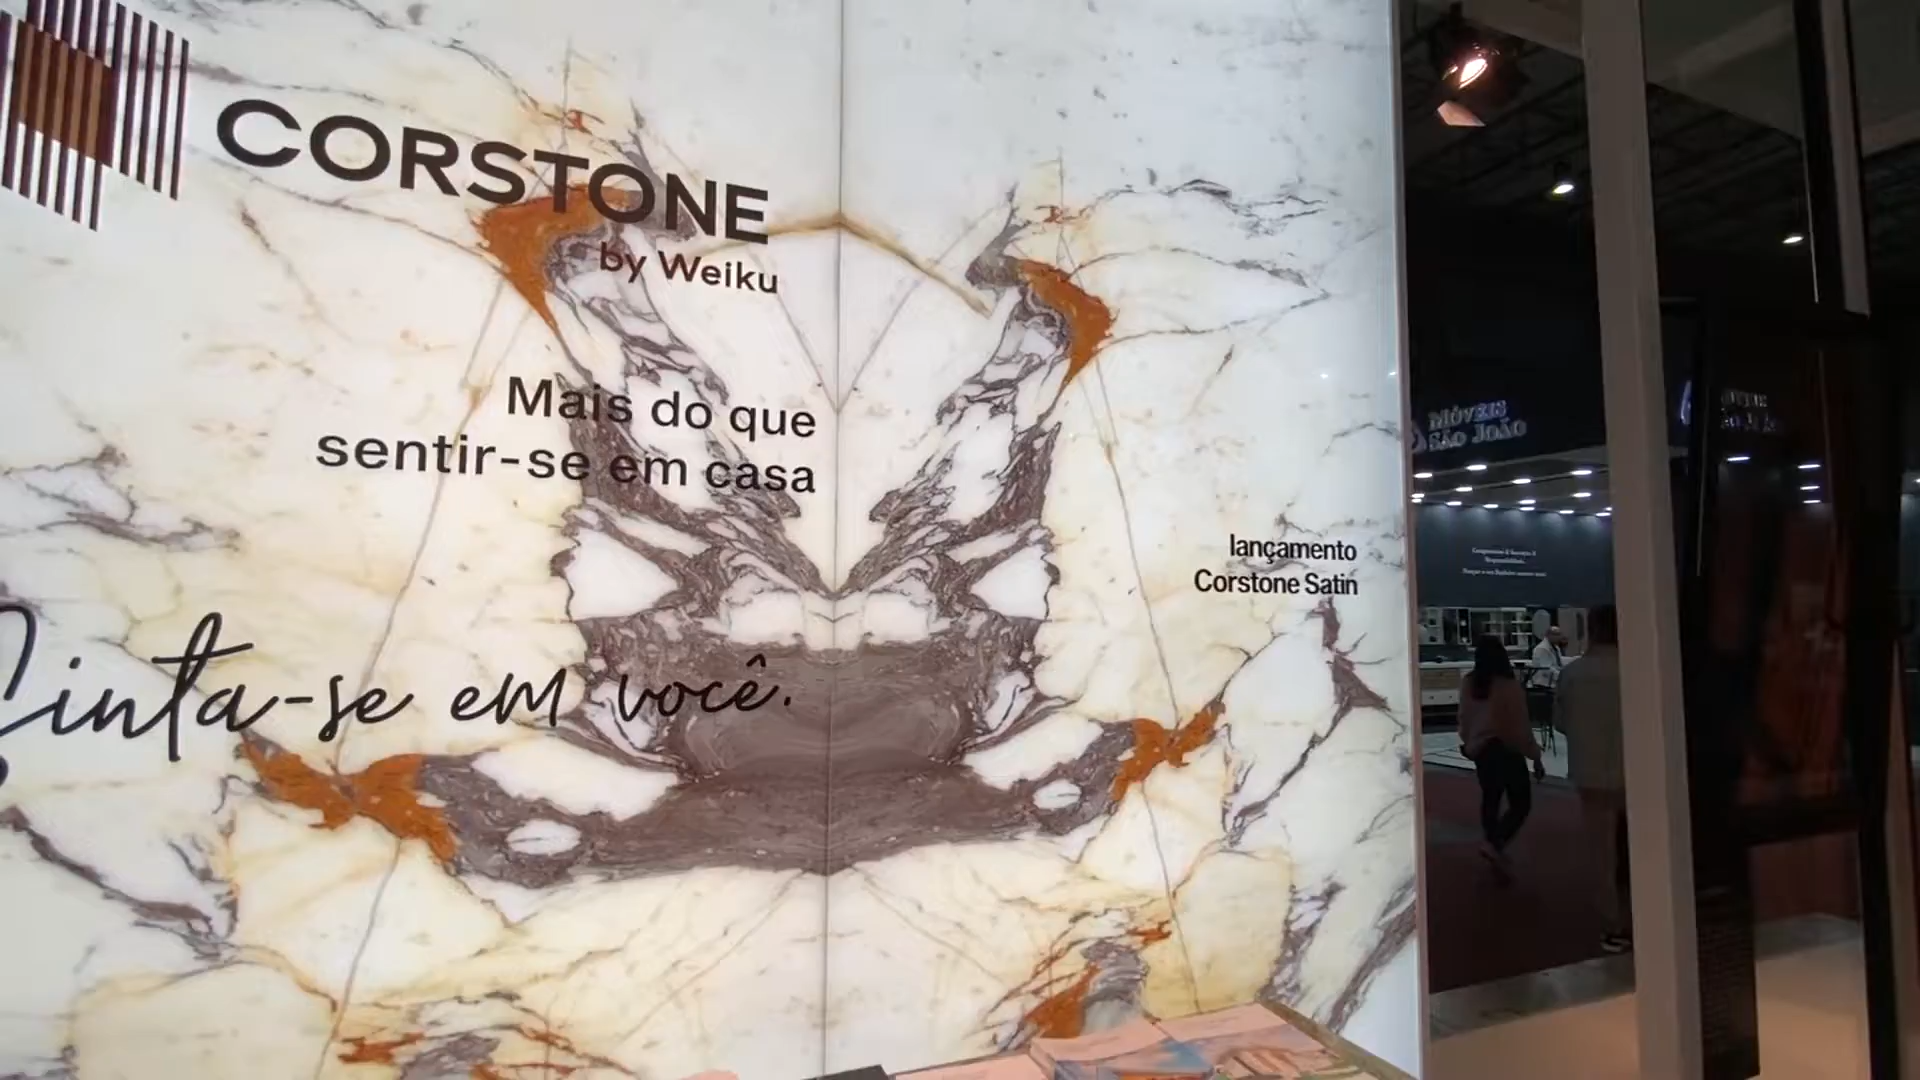 CORSTONE
by Weiku
Mais do que
sentir-se em casa
lançamento
Corstone Satin
Sinta-se em você.
MÓVEIS
SÃO JOÃO